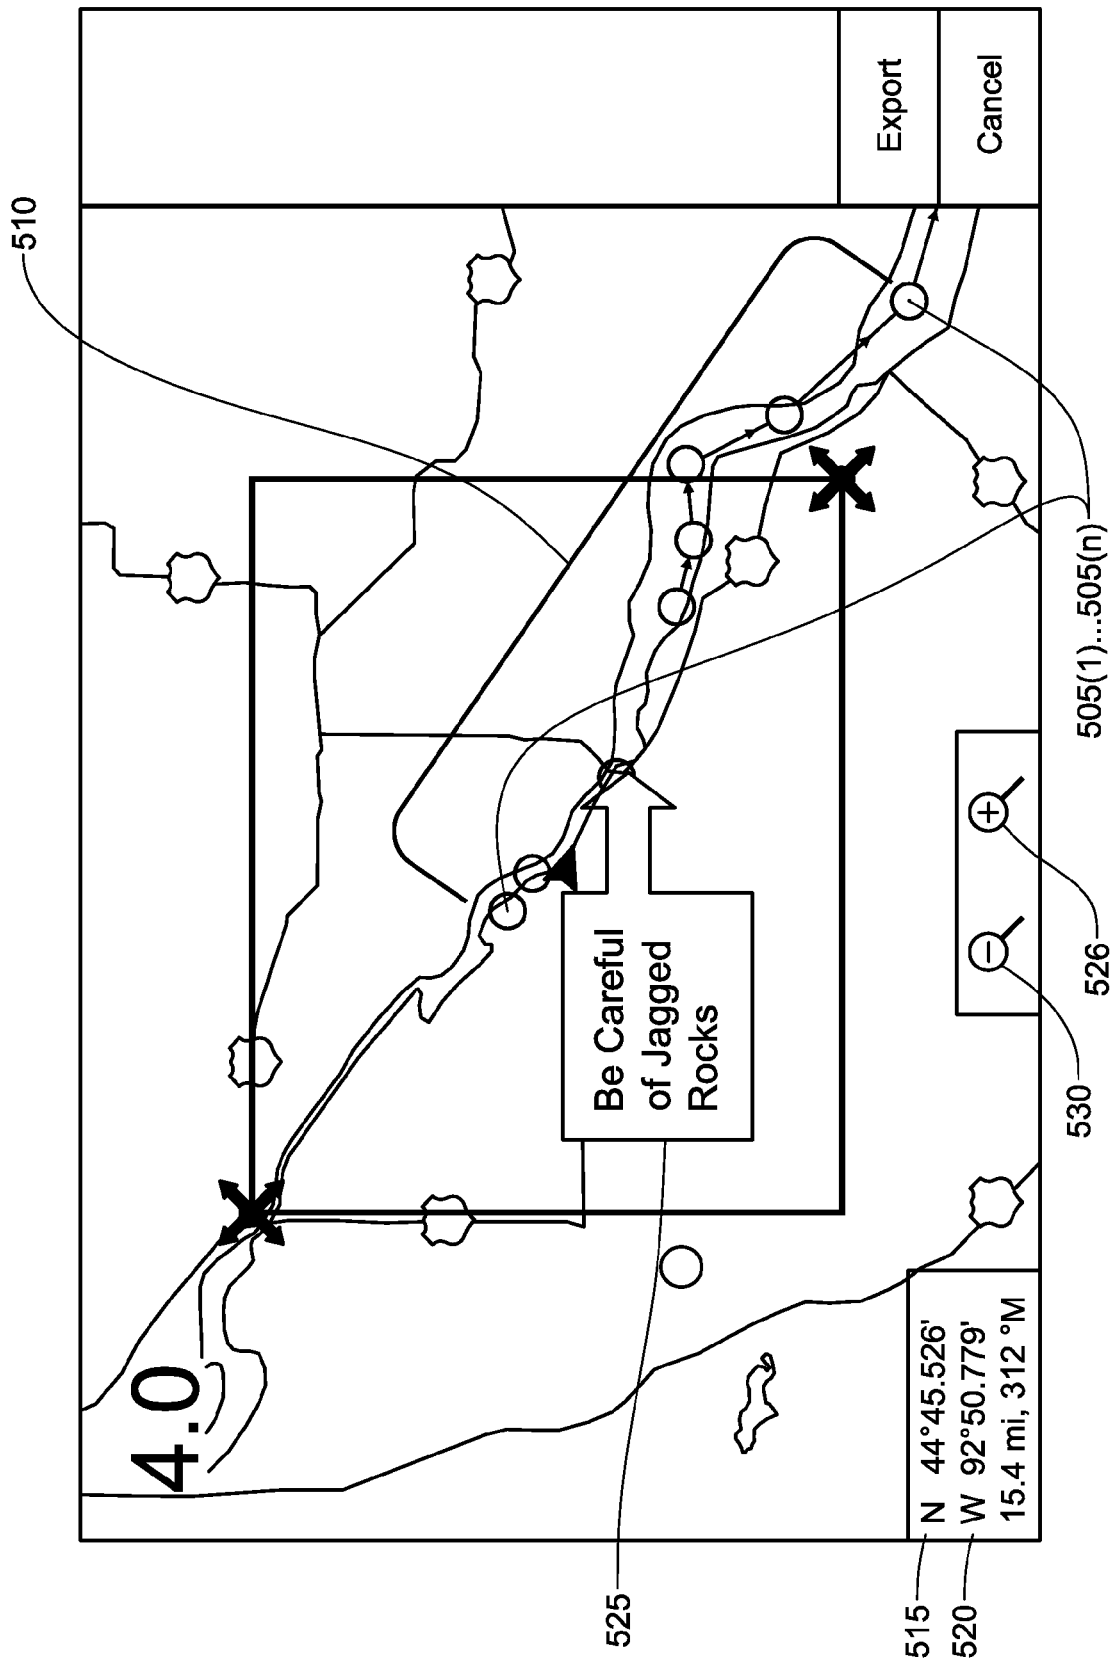 4.0
510
Be Careful
of Jagged
Rocks
525
N 44°45.526'
W 92°50.779'
15.4 mi, 312 °M
515
520
530
526
505(1)...505(n)
Export
Cancel